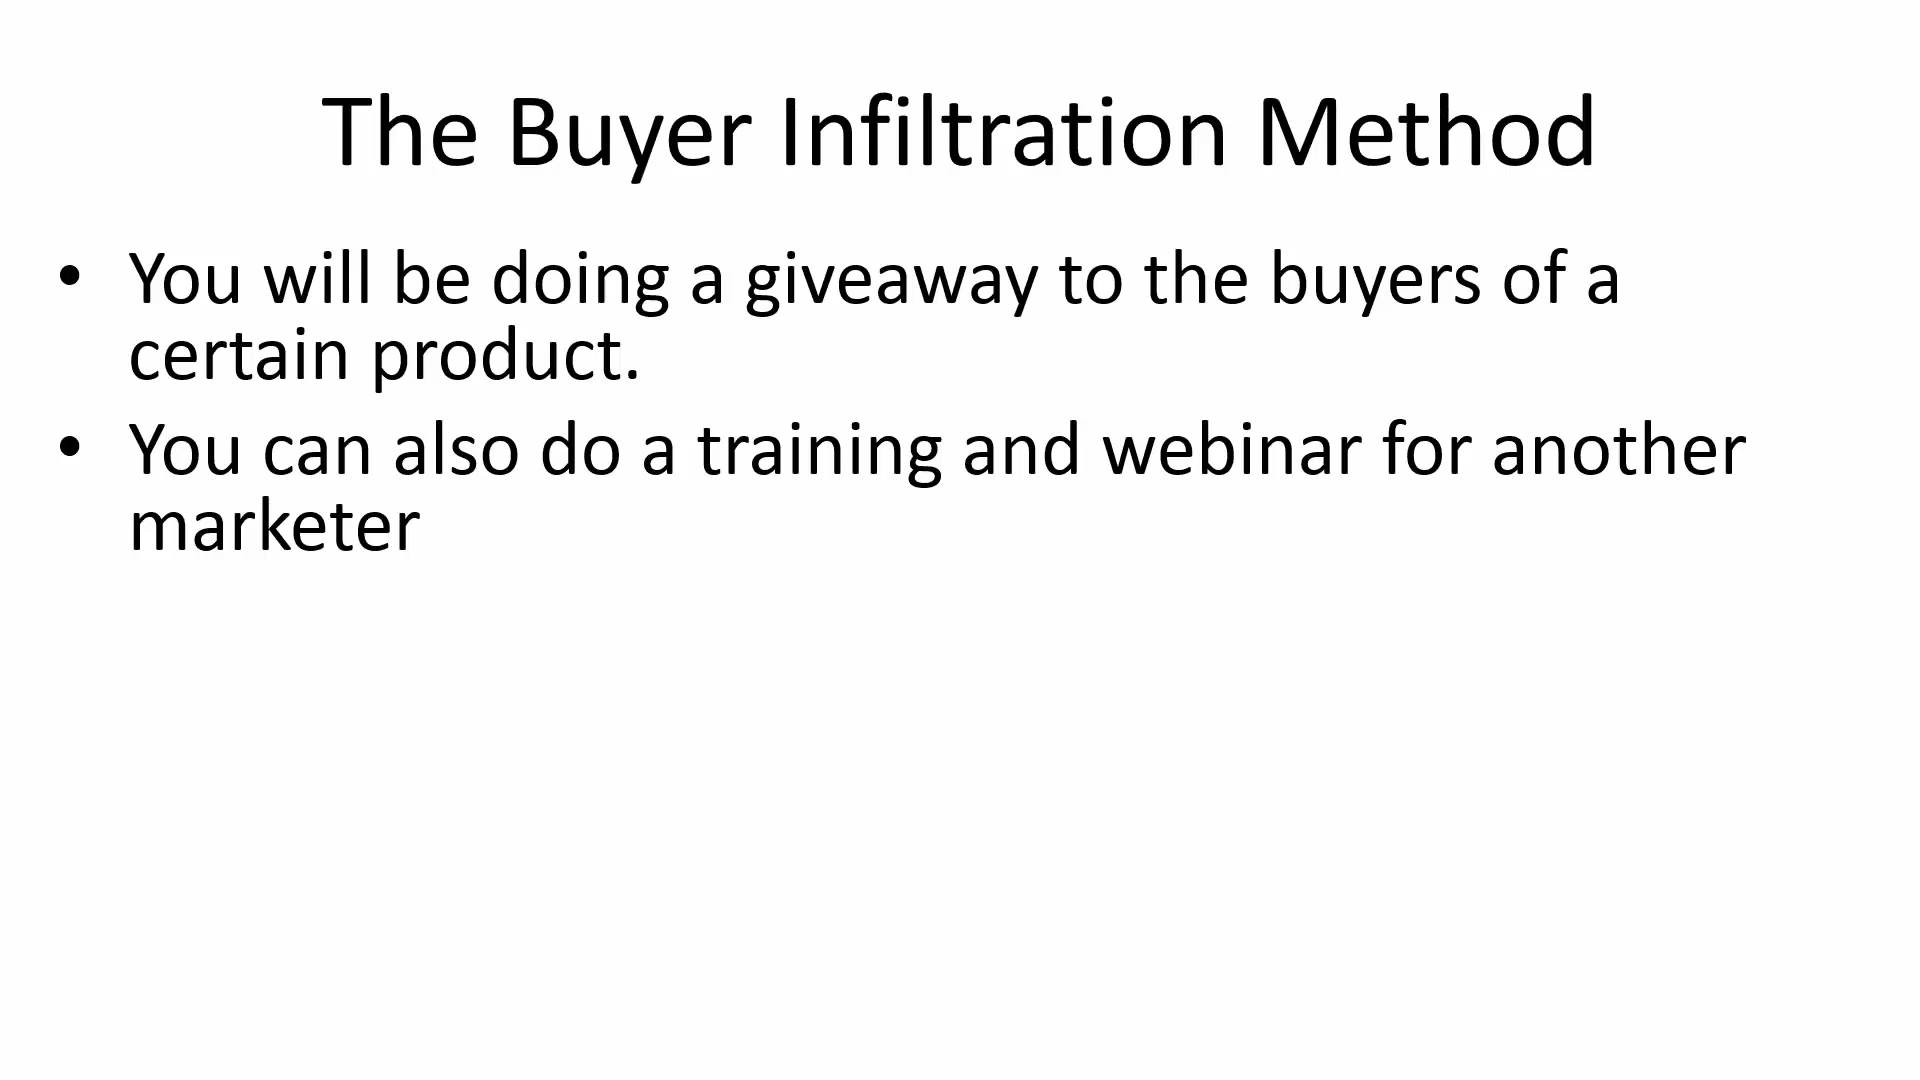 The Buyer Infiltration Method
• You will be doing a giveaway to the buyers of a
certain product.
• You can also do a training and webinar for another
marketer